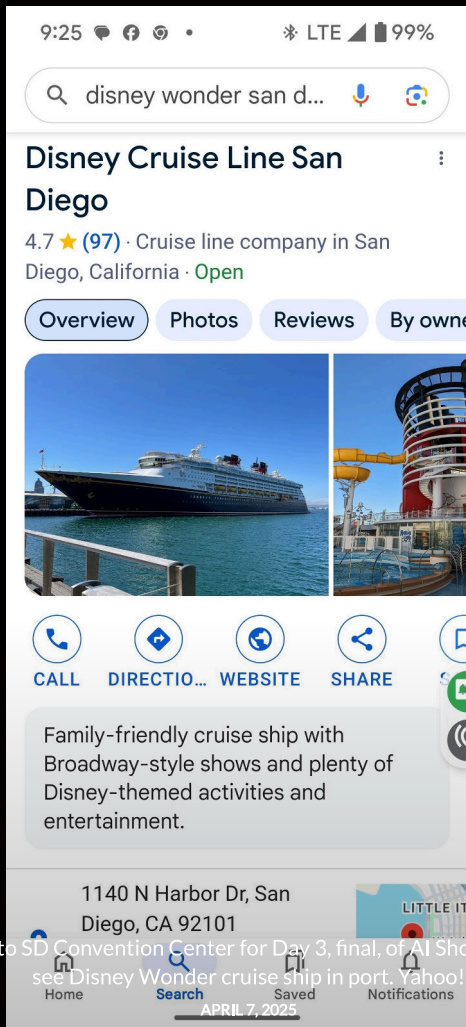 9:25 LTE 99%
disney wonder san d...
Disney Cruise Line San
Diego
4.7 ★ (97) · Cruise line company in San
Diego, California · Open
Overview Photos Reviews By owne
CALL DIRECTIO... WEBSITE SHARE S
Family-friendly cruise ship with
Broadway-style shows and plenty of
Disney-themed activities and
entertainment.
1140 N Harbor Dr, San
Diego, CA 92101
LITTLE IT
to SD Convention Center for Day 3, final, of AI Sho
see Disney Wonder cruise ship in port. Yahoo!
Home Search Saved Notifications
APRIL 7, 2025